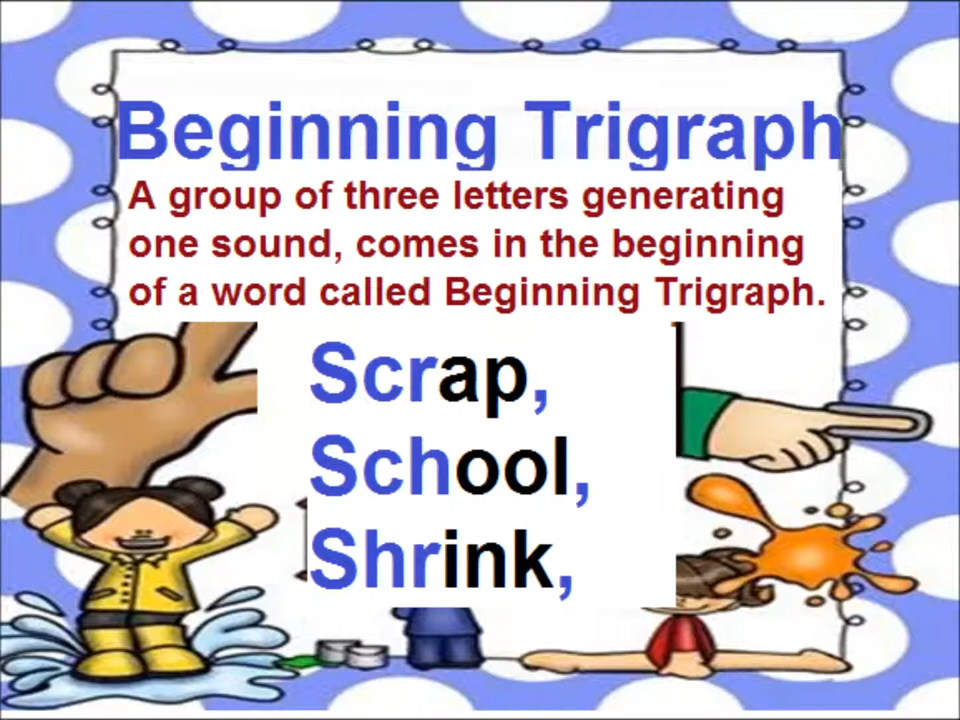 Beginning Trigraph
A group of three letters generating
one sound, comes in the beginning
of a word called Beginning Trigraph.
Scrap,
School,
Shrink,